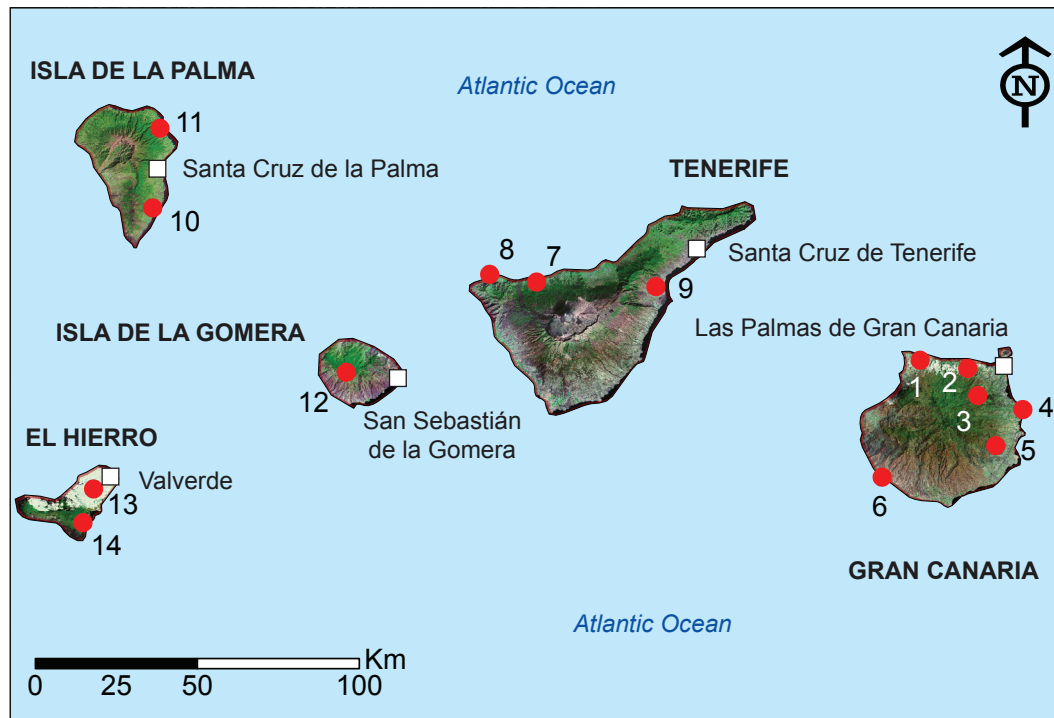 ISLA DE LA PALMA
Atlantic Ocean
N
11
Santa Cruz de la Palma
10
TENERIFE
8
7
Santa Cruz de Tenerife
9
ISLA DE LA GOMERA
Las Palmas de Gran Canaria
12
San Sebastián
de la Gomera
1
2
3
4
5
6
EL HIERRO
Valverde
13
14
GRAN CANARIA
Atlantic Ocean
Km
0
25
50
100